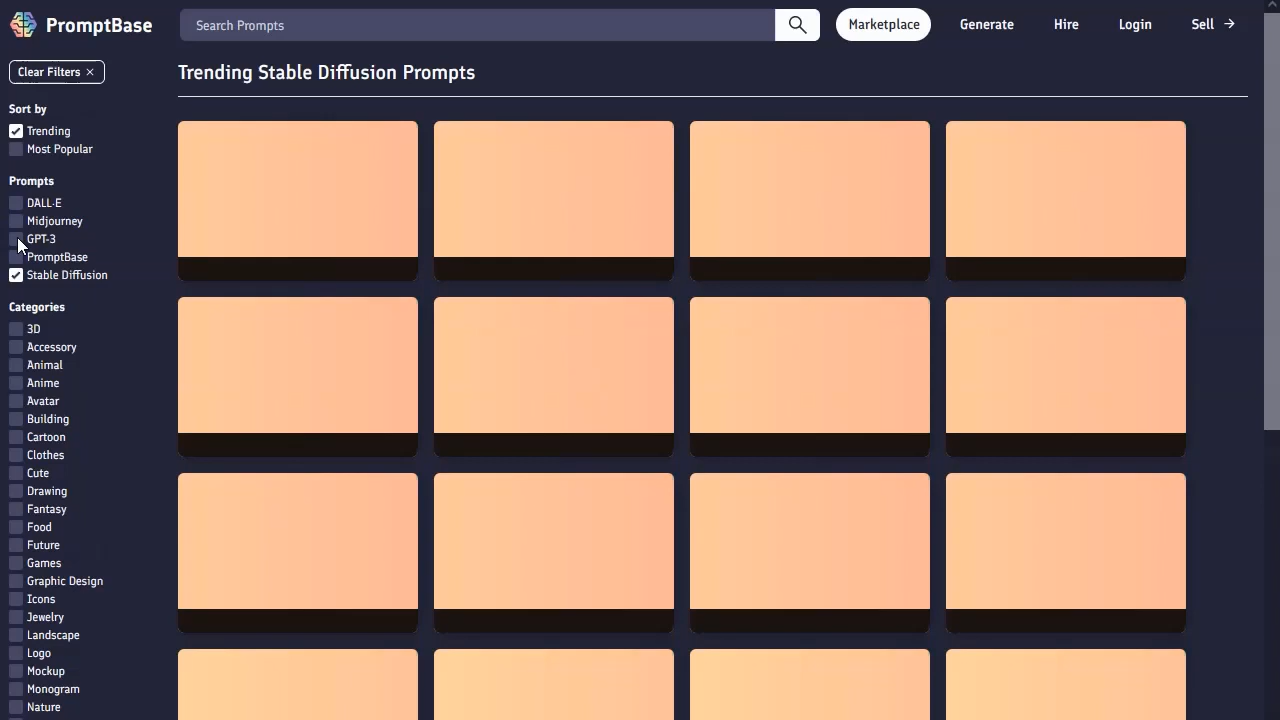 PromptBase
Search Prompts
Marketplace
Generate
Hire
Login
Sell →
Clear Filters ×
Trending Stable Diffusion Prompts
Sort by
Trending
Most Popular
Prompts
DALL·E
Midjourney
GPT-3
PromptBase
Stable Diffusion
Categories
3D
Accessory
Animal
Anime
Avatar
Building
Cartoon
Clothes
Cute
Drawing
Fantasy
Food
Future
Games
Graphic Design
Icons
Jewelry
Landscape
Logo
Mockup
Monogram
Nature